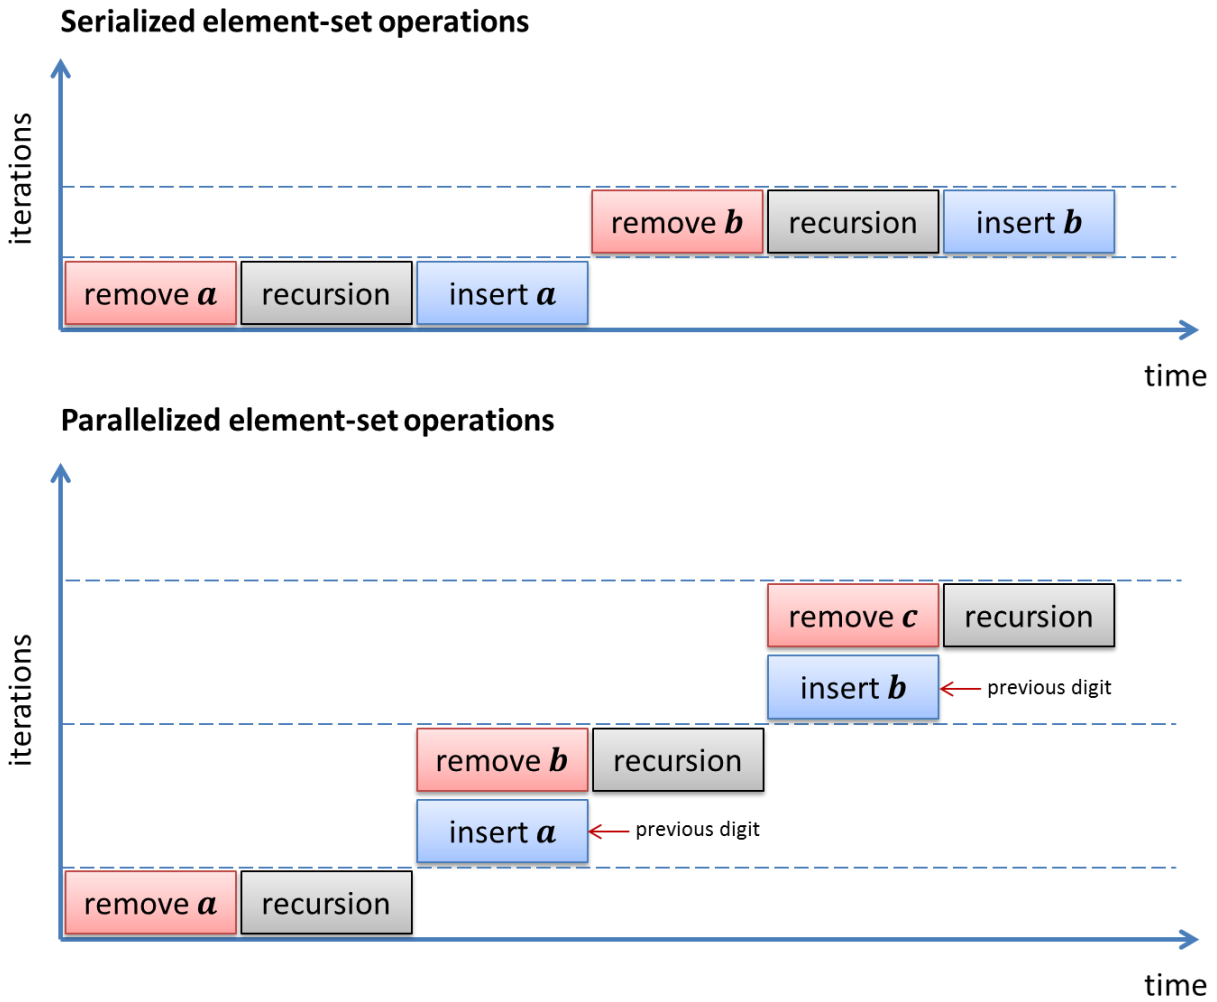 Serialized element-set operations
iterations
remove b
recursion
insert b
remove a
recursion
insert a
time
Parallelized element-set operations
iterations
remove c
recursion
insert b
previous digit
remove b
recursion
insert a
previous digit
remove a
recursion
time